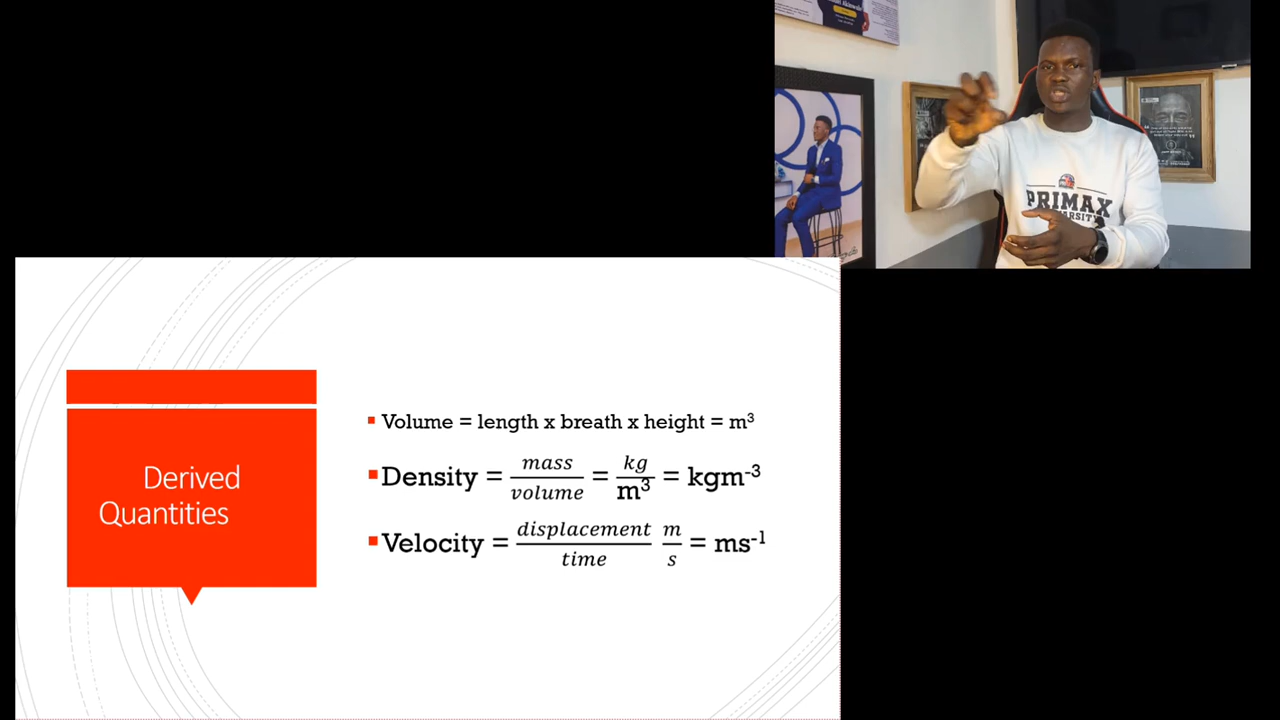 PRIMAX
Derived
Quantities
▪ Volume = length x breath x height = m³
▪ Density = mass/volume = kg/m³ = kgm⁻³
▪ Velocity = displacement/time m/s = ms⁻¹